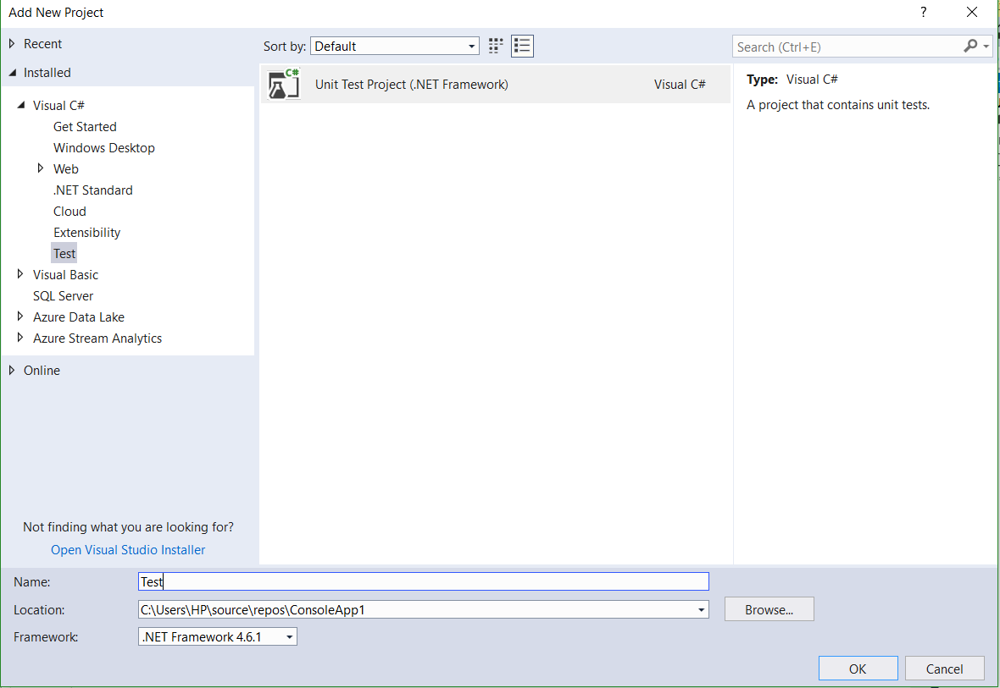 Add New Project
?
Recent
Installed
Visual C#
Get Started
Windows Desktop
Web
.NET Standard
Cloud
Extensibility
Test
Visual Basic
SQL Server
Azure Data Lake
Azure Stream Analytics
Online
Not finding what you are looking for?
Open Visual Studio Installer
Sort by: Default
C#
Unit Test Project (.NET Framework) Visual C#
Search (Ctrl+E)
Type: Visual C#
A project that contains unit tests.
Name: Test
Location: C:\Users\HP\source\repos\ConsoleApp1
Browse...
Framework: .NET Framework 4.6.1
OK Cancel